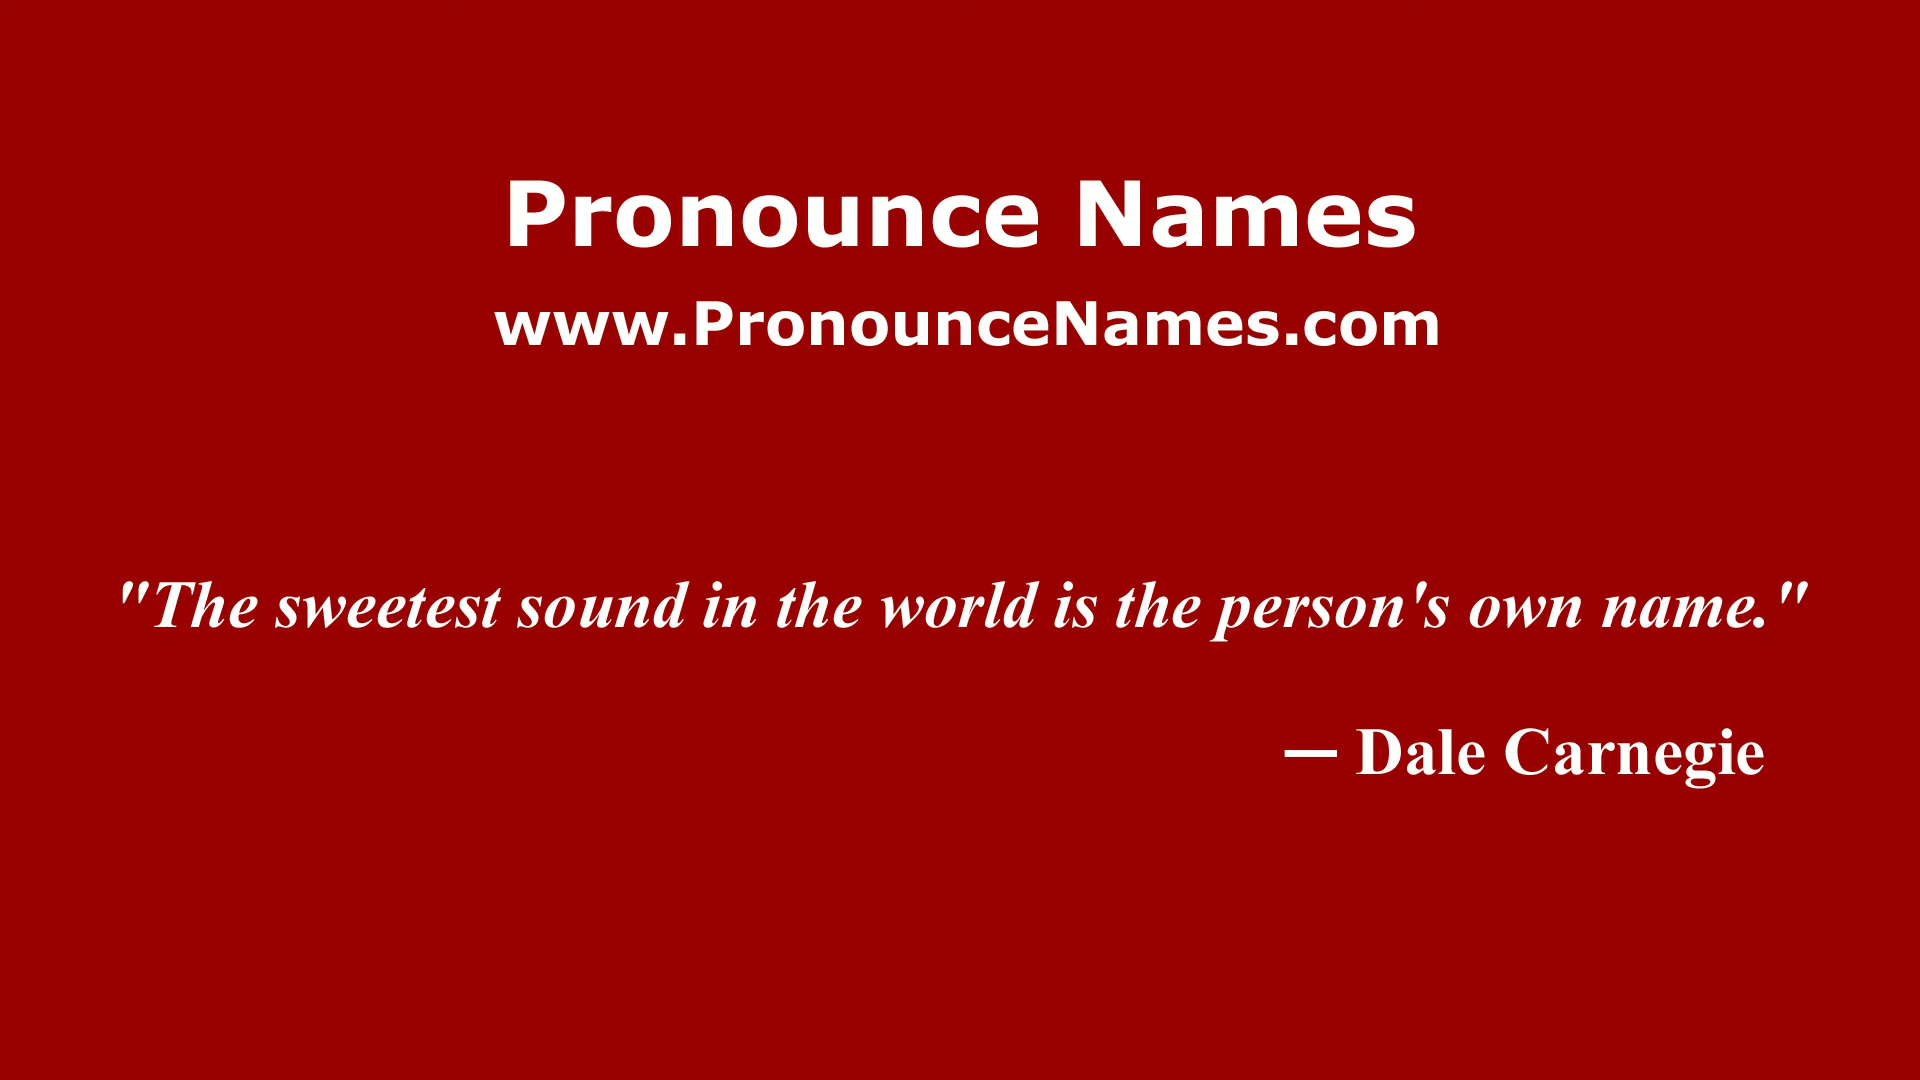 Pronounce Names
www.PronounceNames.com
"The sweetest sound in the world is the person's own name."
— Dale Carnegie